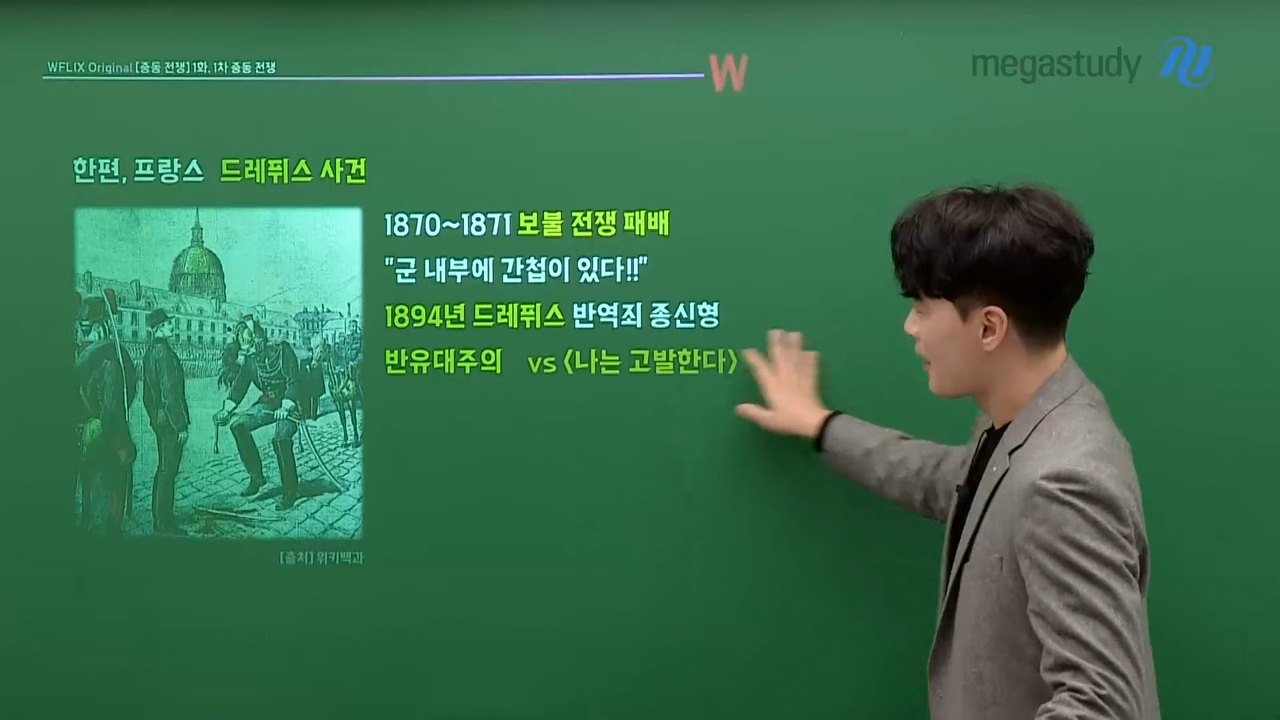 WFLIX Original [중동 전쟁] 1화. 1차 중동 전쟁
W
megastudy
한편, 프랑스 드레퓌스 사건
1870~1871 보불 전쟁 패배
"군 내부에 간첩이 있다!!"
1894년 드레퓌스 반역죄 종신형
반유대주의 vs <나는 고발한다>
[출처] 위키백과